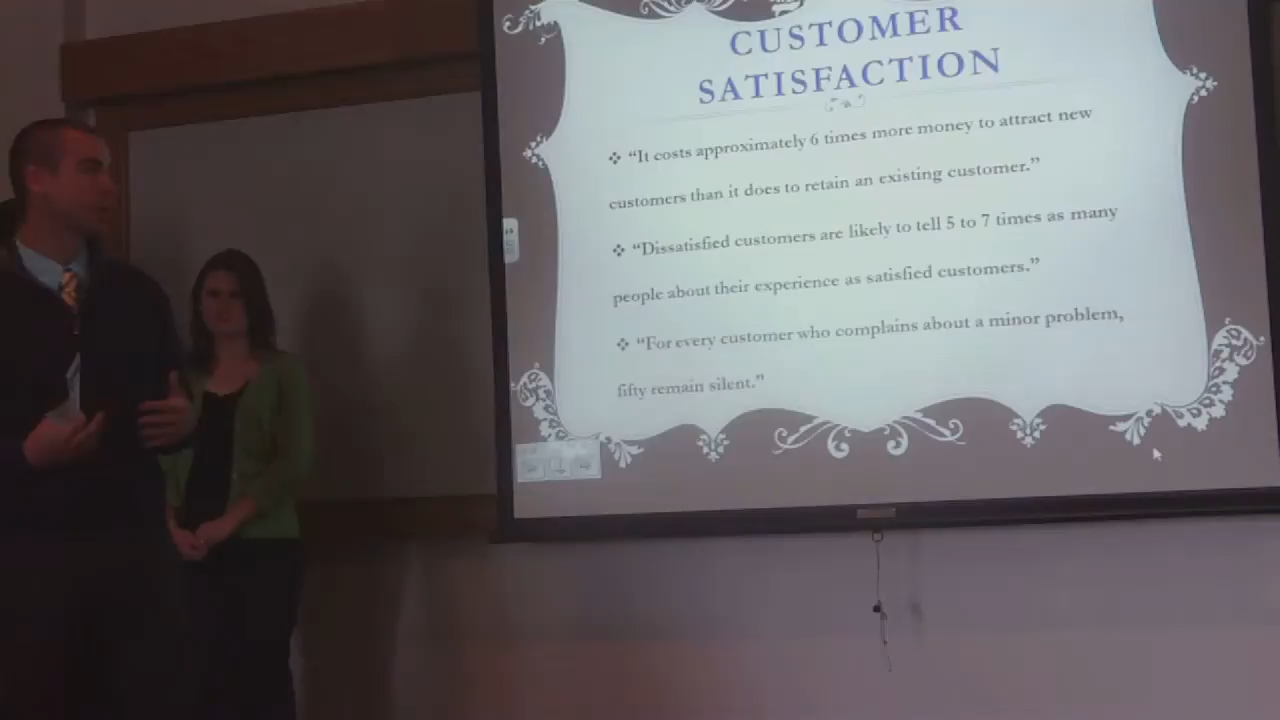 CUSTOMER
SATISFACTION
❖ “It costs approximately 6 times more money to attract new
customers than it does to retain an existing customer.”
❖ “Dissatisfied customers are likely to tell 5 to 7 times as many
people about their experience as satisfied customers.”
❖ “For every customer who complains about a minor problem,
fifty remain silent.”